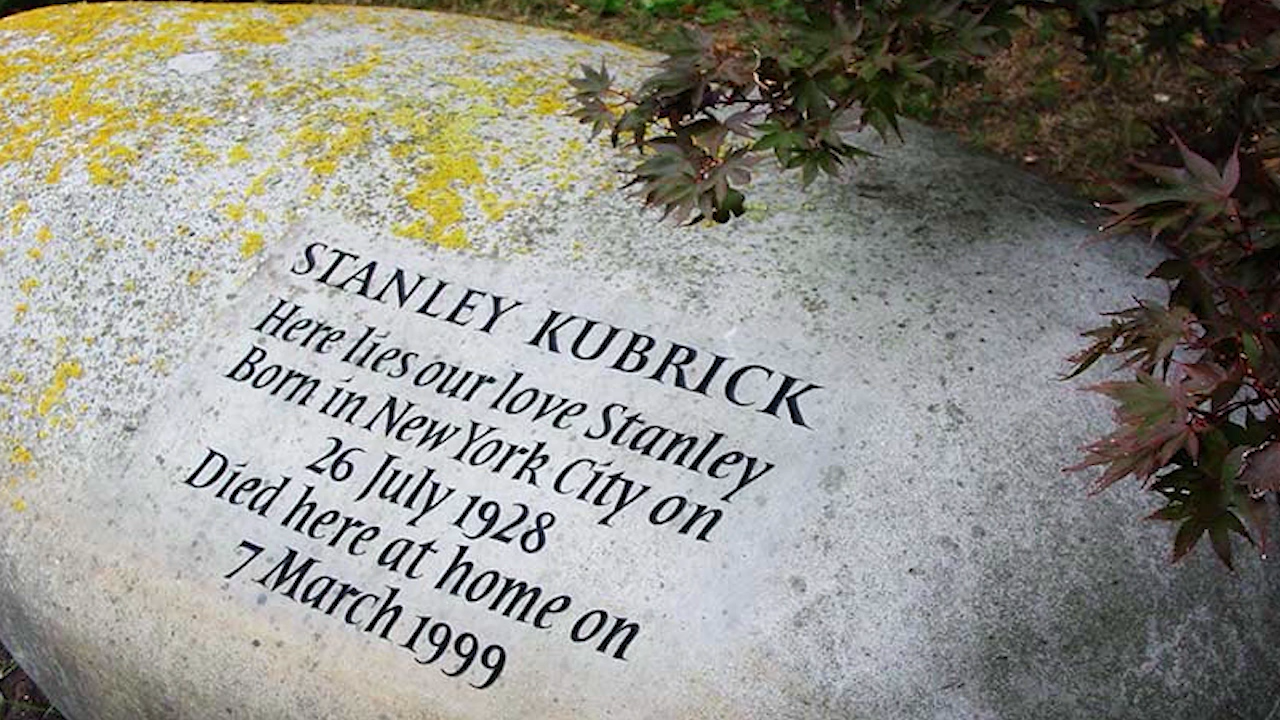 STANLEY KUBRICK
Here lies our love Stanley
Born in New York City on
26 July 1928
Died here at home on
7 March 1999